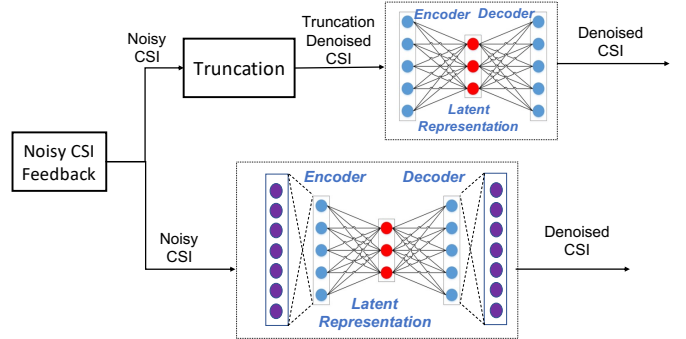 Noisy CSI
Feedback
Noisy
CSI
Truncation
Truncation
Denoised
CSI
Encoder
Decoder
Latent
Representation
Denoised
CSI
Noisy
CSI
Encoder
Decoder
Latent
Representation
Denoised
CSI